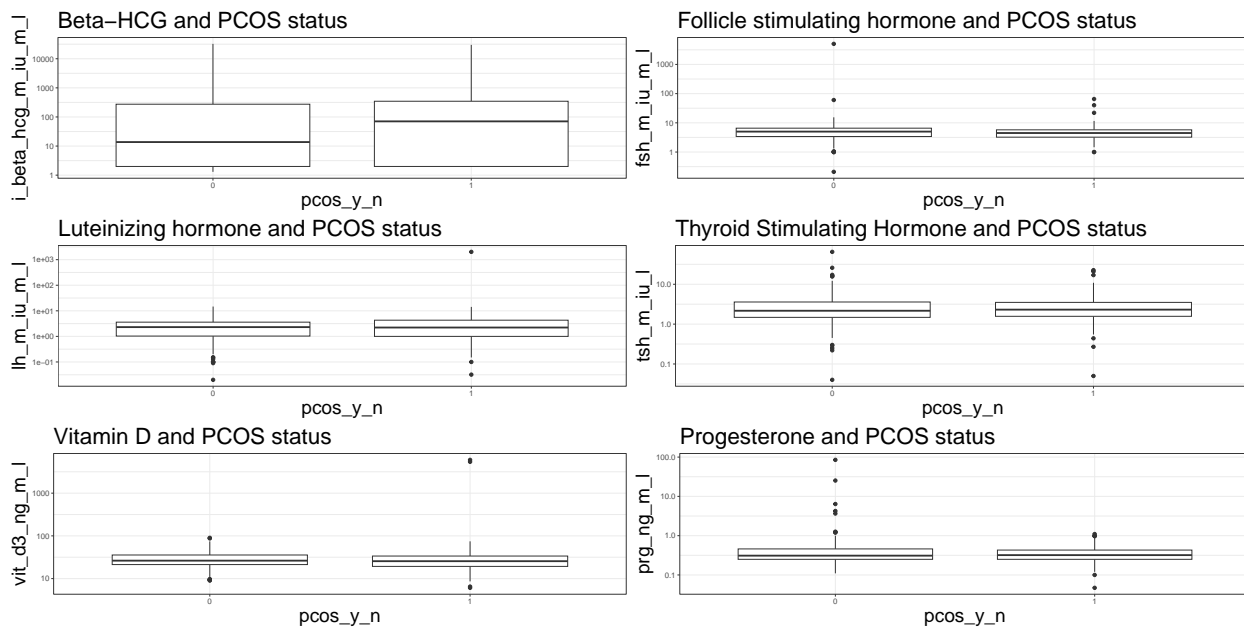 Beta−HCG and PCOS status
i_beta_hcg_m_iu_m_l
10000
1000
100
10
1
0
1
pcos_y_n
Follicle stimulating hormone and PCOS status
fsh_m_iu_m_l
1000
100
10
1
0
1
pcos_y_n
Luteinizing hormone and PCOS status
lh_m_iu_m_l
1e+03
1e+01
1e+00
1e−01
0
1
pcos_y_n
Thyroid Stimulating Hormone and PCOS status
tsh_m_iu_l
10.0
1.0
0.1
0
1
pcos_y_n
Vitamin D and PCOS status
vit_d3_ng_m_l
1000
100
10
0
1
pcos_y_n
Progesterone and PCOS status
prg_ng_m_l
100.0
10.0
1.0
0.1
0
1
pcos_y_n